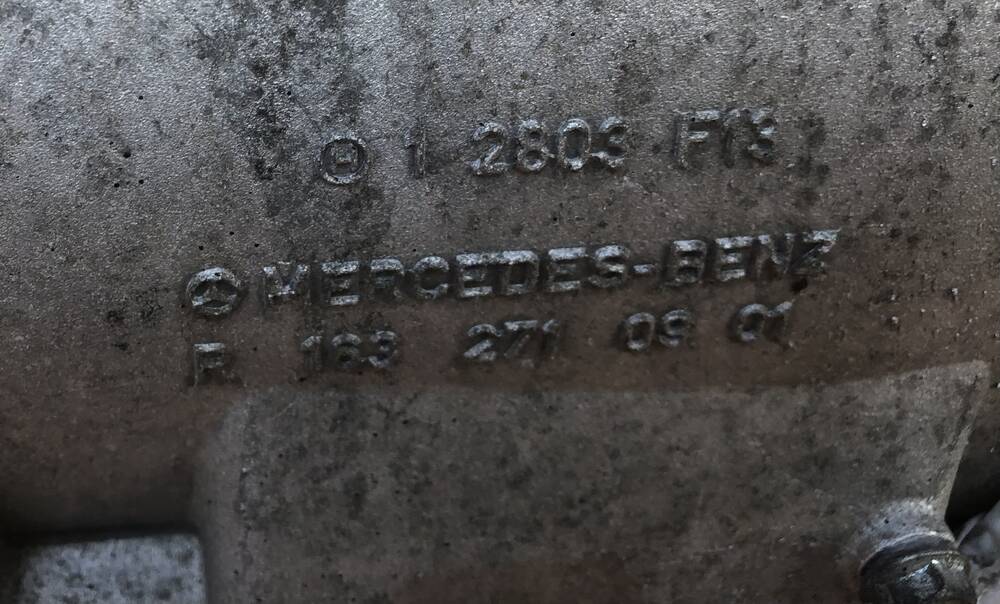 1 2803 F13
MERCEDES-BENZ
R 163 271 09 01